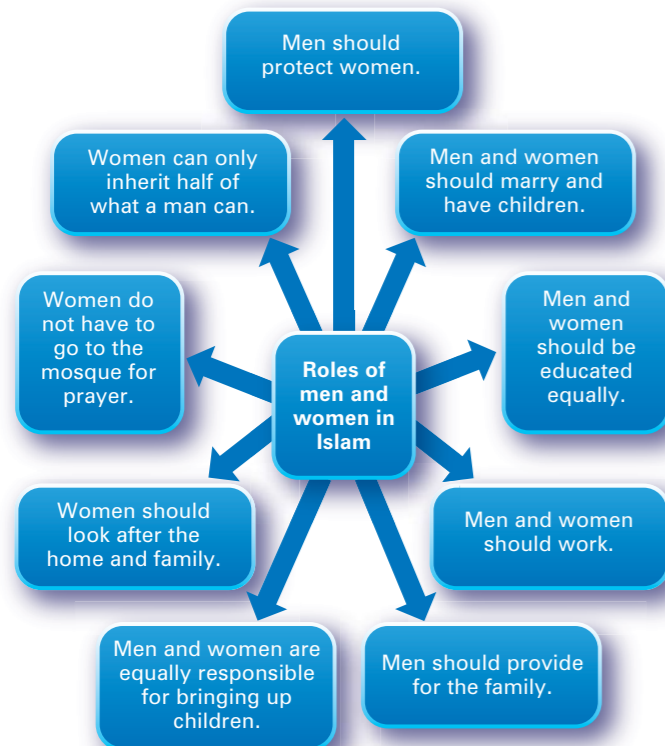 Men should
protect women.
Women can only
inherit half of
what a man can.
Men and women
should marry and
have children.
Women do
not have to
go to the
mosque for
prayer.
Roles of
men and
women in
Islam
Men and
women
should be
educated
equally.
Women should
look after the
home and family.
Men and women
should work.
Men and women are
equally responsible
for bringing up
children.
Men should provide
for the family.